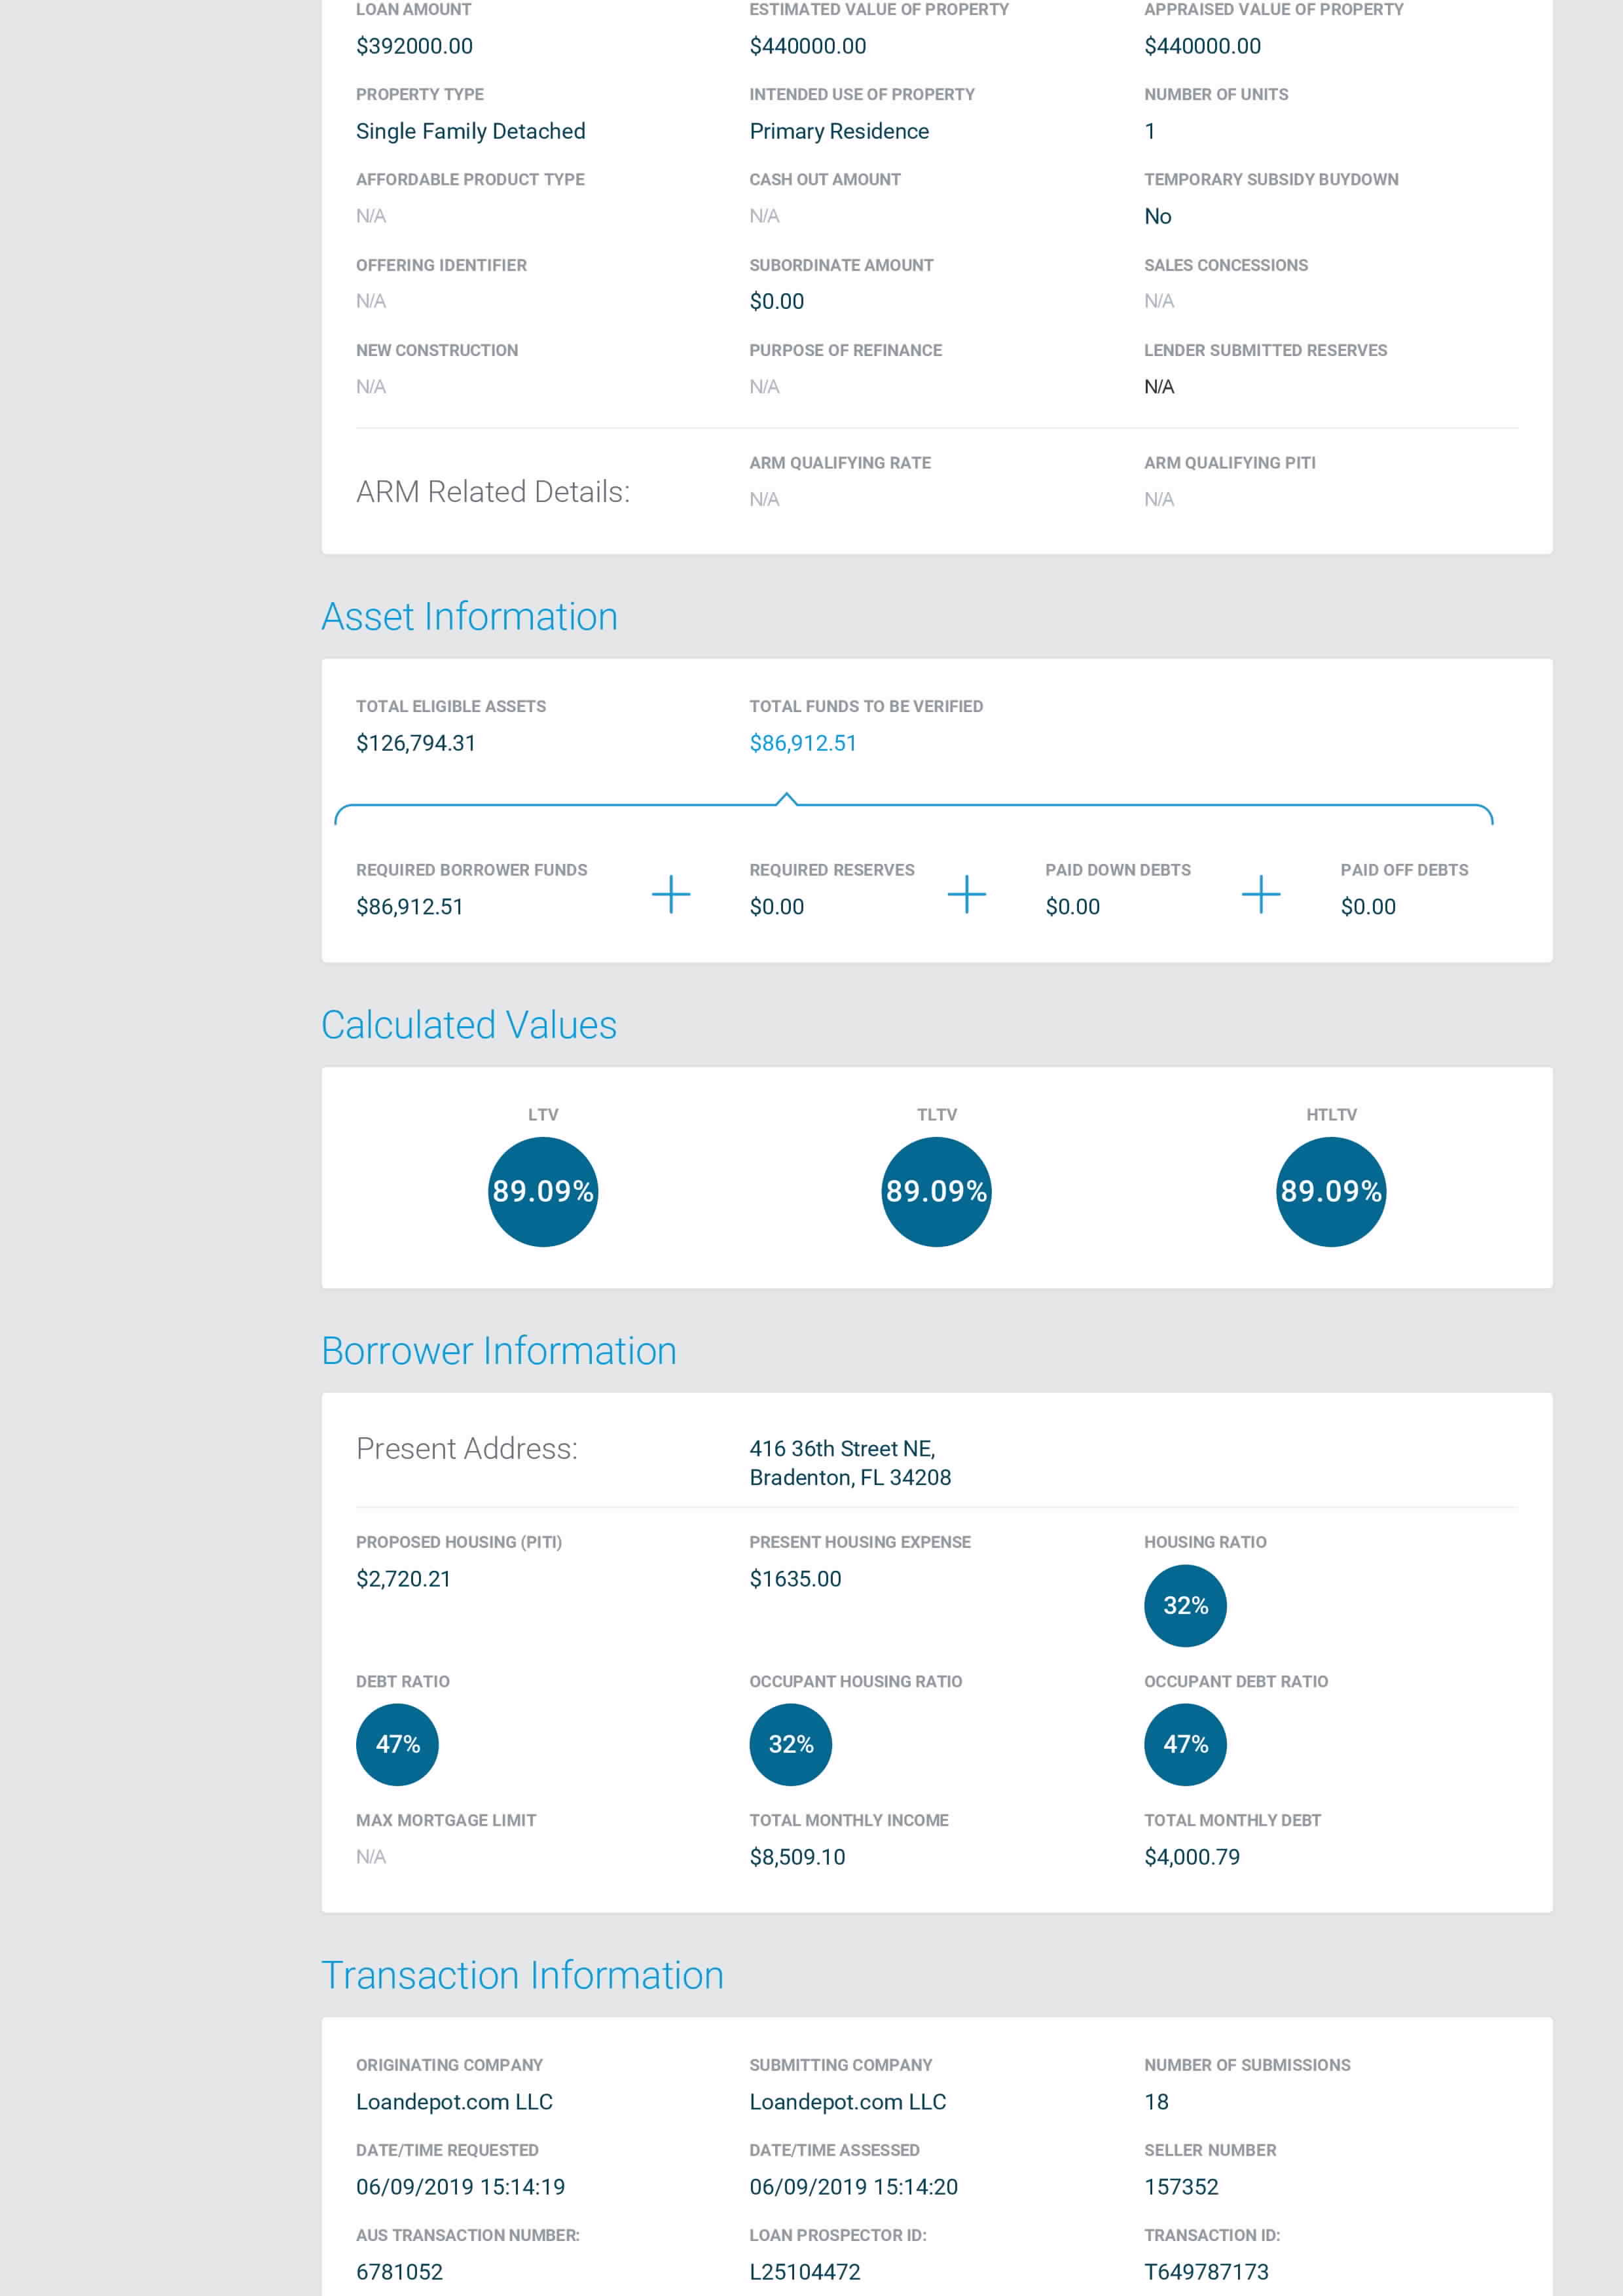 LOAN AMOUNT ESTIMATED VALUE OF PROPERTY APPRAISED VALUE OF PROPERTY
$392000.00 $440000.00 $440000.00
PROPERTY TYPE INTENDED USE OF PROPERTY NUMBER OF UNITS
Single Family Detached Primary Residence 1
AFFORDABLE PRODUCT TYPE CASH OUT AMOUNT TEMPORARY SUBSIDY BUYDOWN
N/A N/A No
OFFERING IDENTIFIER SUBORDINATE AMOUNT SALES CONCESSIONS
N/A $0.00 N/A
NEW CONSTRUCTION PURPOSE OF REFINANCE LENDER SUBMITTED RESERVES
N/A N/A N/A
ARM Related Details: ARM QUALIFYING RATE ARM QUALIFYING PITI
N/A N/A
Asset Information
TOTAL ELIGIBLE ASSETS TOTAL FUNDS TO BE VERIFIED
$126,794.31 $86,912.51
REQUIRED BORROWER FUNDS + REQUIRED RESERVES + PAID DOWN DEBTS + PAID OFF DEBTS
$86,912.51 $0.00 $0.00 $0.00
Calculated Values
LTV TLTV HTLTV
89.09% 89.09% 89.09%
Borrower Information
Present Address: 416 36th Street NE,
Bradenton, FL 34208
PROPOSED HOUSING (PITI) PRESENT HOUSING EXPENSE HOUSING RATIO
$2,720.21 $1635.00 32%
DEBT RATIO OCCUPANT HOUSING RATIO OCCUPANT DEBT RATIO
47% 32% 47%
MAX MORTGAGE LIMIT TOTAL MONTHLY INCOME TOTAL MONTHLY DEBT
N/A $8,509.10 $4,000.79
Transaction Information
ORIGINATING COMPANY SUBMITTING COMPANY NUMBER OF SUBMISSIONS
Loandepot.com LLC Loandepot.com LLC 18
DATE/TIME REQUESTED DATE/TIME ASSESSED SELLER NUMBER
06/09/2019 15:14:19 06/09/2019 15:14:20 157352
AUS TRANSACTION NUMBER: LOAN PROSPECTOR ID: TRANSACTION ID:
6781052 L25104472 T649787173